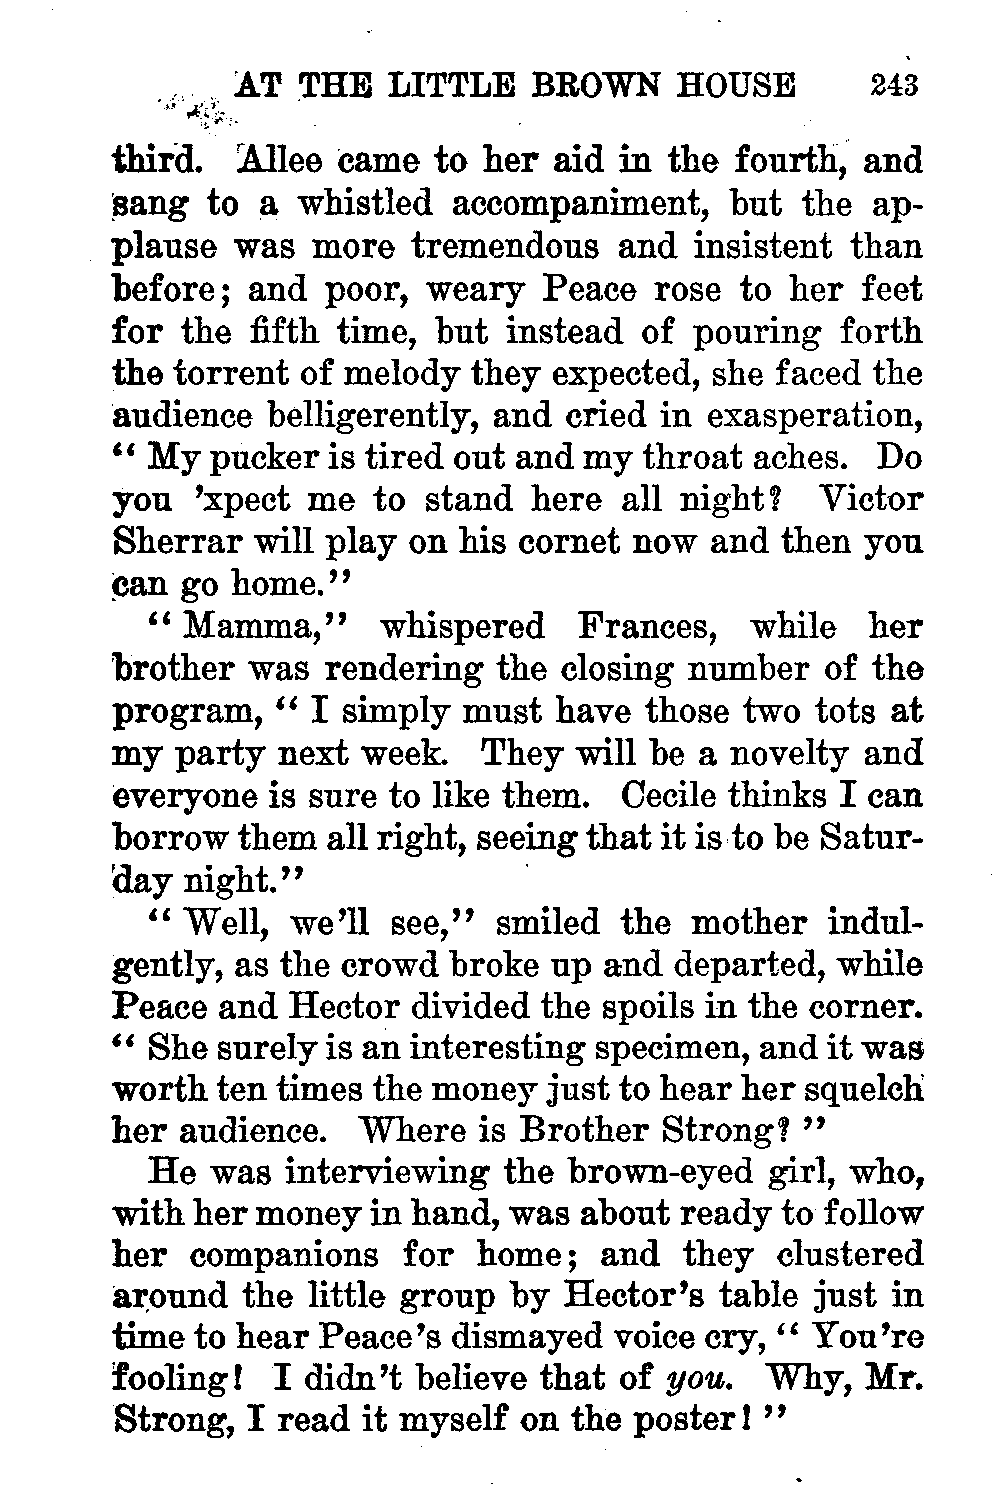 AT THE LITTLE BROWN HOUSE 243
third. Allee came to her aid in the fourth, and
sang to a whistled accompaniment, but the ap-
plause was more tremendous and insistent than
before; and poor, weary Peace rose to her feet
for the fifth time, but instead of pouring forth
the torrent of melody they expected, she faced the
audience belligerently, and cried in exasperation,
“ My pucker is tired out and my throat aches. Do
you ’xpect me to stand here all night? Victor
Sherrar will play on his cornet now and then you
can go home.”
“ Mamma,” whispered Frances, while her
brother was rendering the closing number of the
program, “ I simply must have those two tots at
my party next week. They will be a novelty and
everyone is sure to like them. Cecile thinks I can
borrow them all right, seeing that it is to be Satur-
day night.”
“ Well, we’ll see,” smiled the mother indul-
gently, as the crowd broke up and departed, while
Peace and Hector divided the spoils in the corner.
“ She surely is an interesting specimen, and it was
worth ten times the money just to hear her squelch
her audience. Where is Brother Strong? ”
He was interviewing the brown-eyed girl, who,
with her money in hand, was about ready to follow
her companions for home; and they clustered
around the little group by Hector’s table just in
time to hear Peace’s dismayed voice cry, “ You’re
fooling! I didn’t believe that of you. Why, Mr.
Strong, I read it myself on the poster! ”